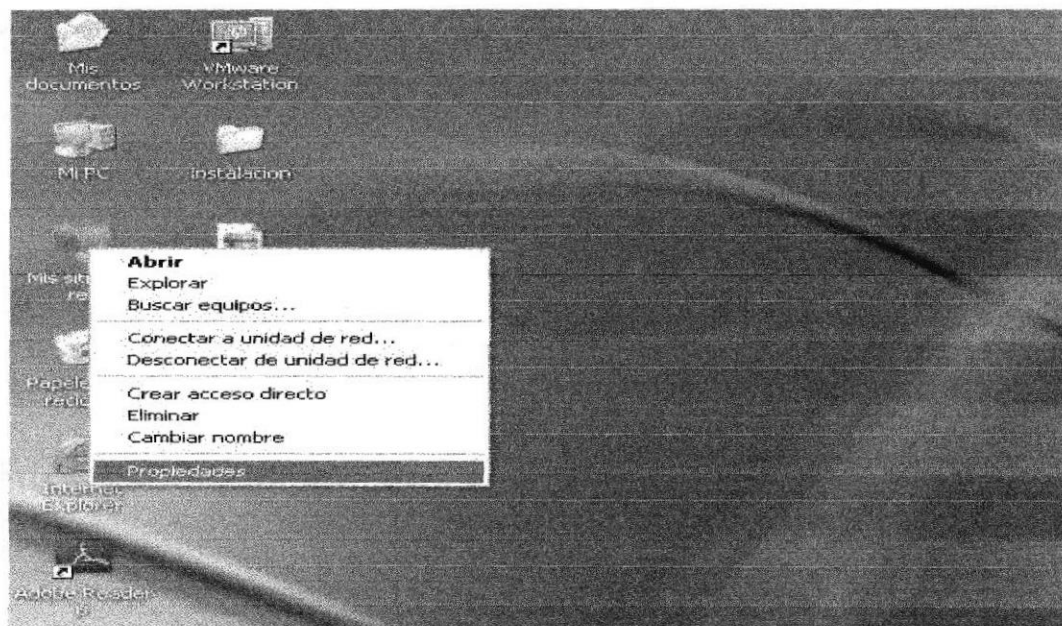 Mis
documentos
VMware
Workstation
Mi PC
Instalacion
Mis
Abrir
Explorar
Buscar equipos...
Conectar a unidad de red...
Desconectar de unidad de red...
Crear acceso directo
Eliminar
Cambiar nombre
Propiedades
Internet
Explorer
Adobe Reader